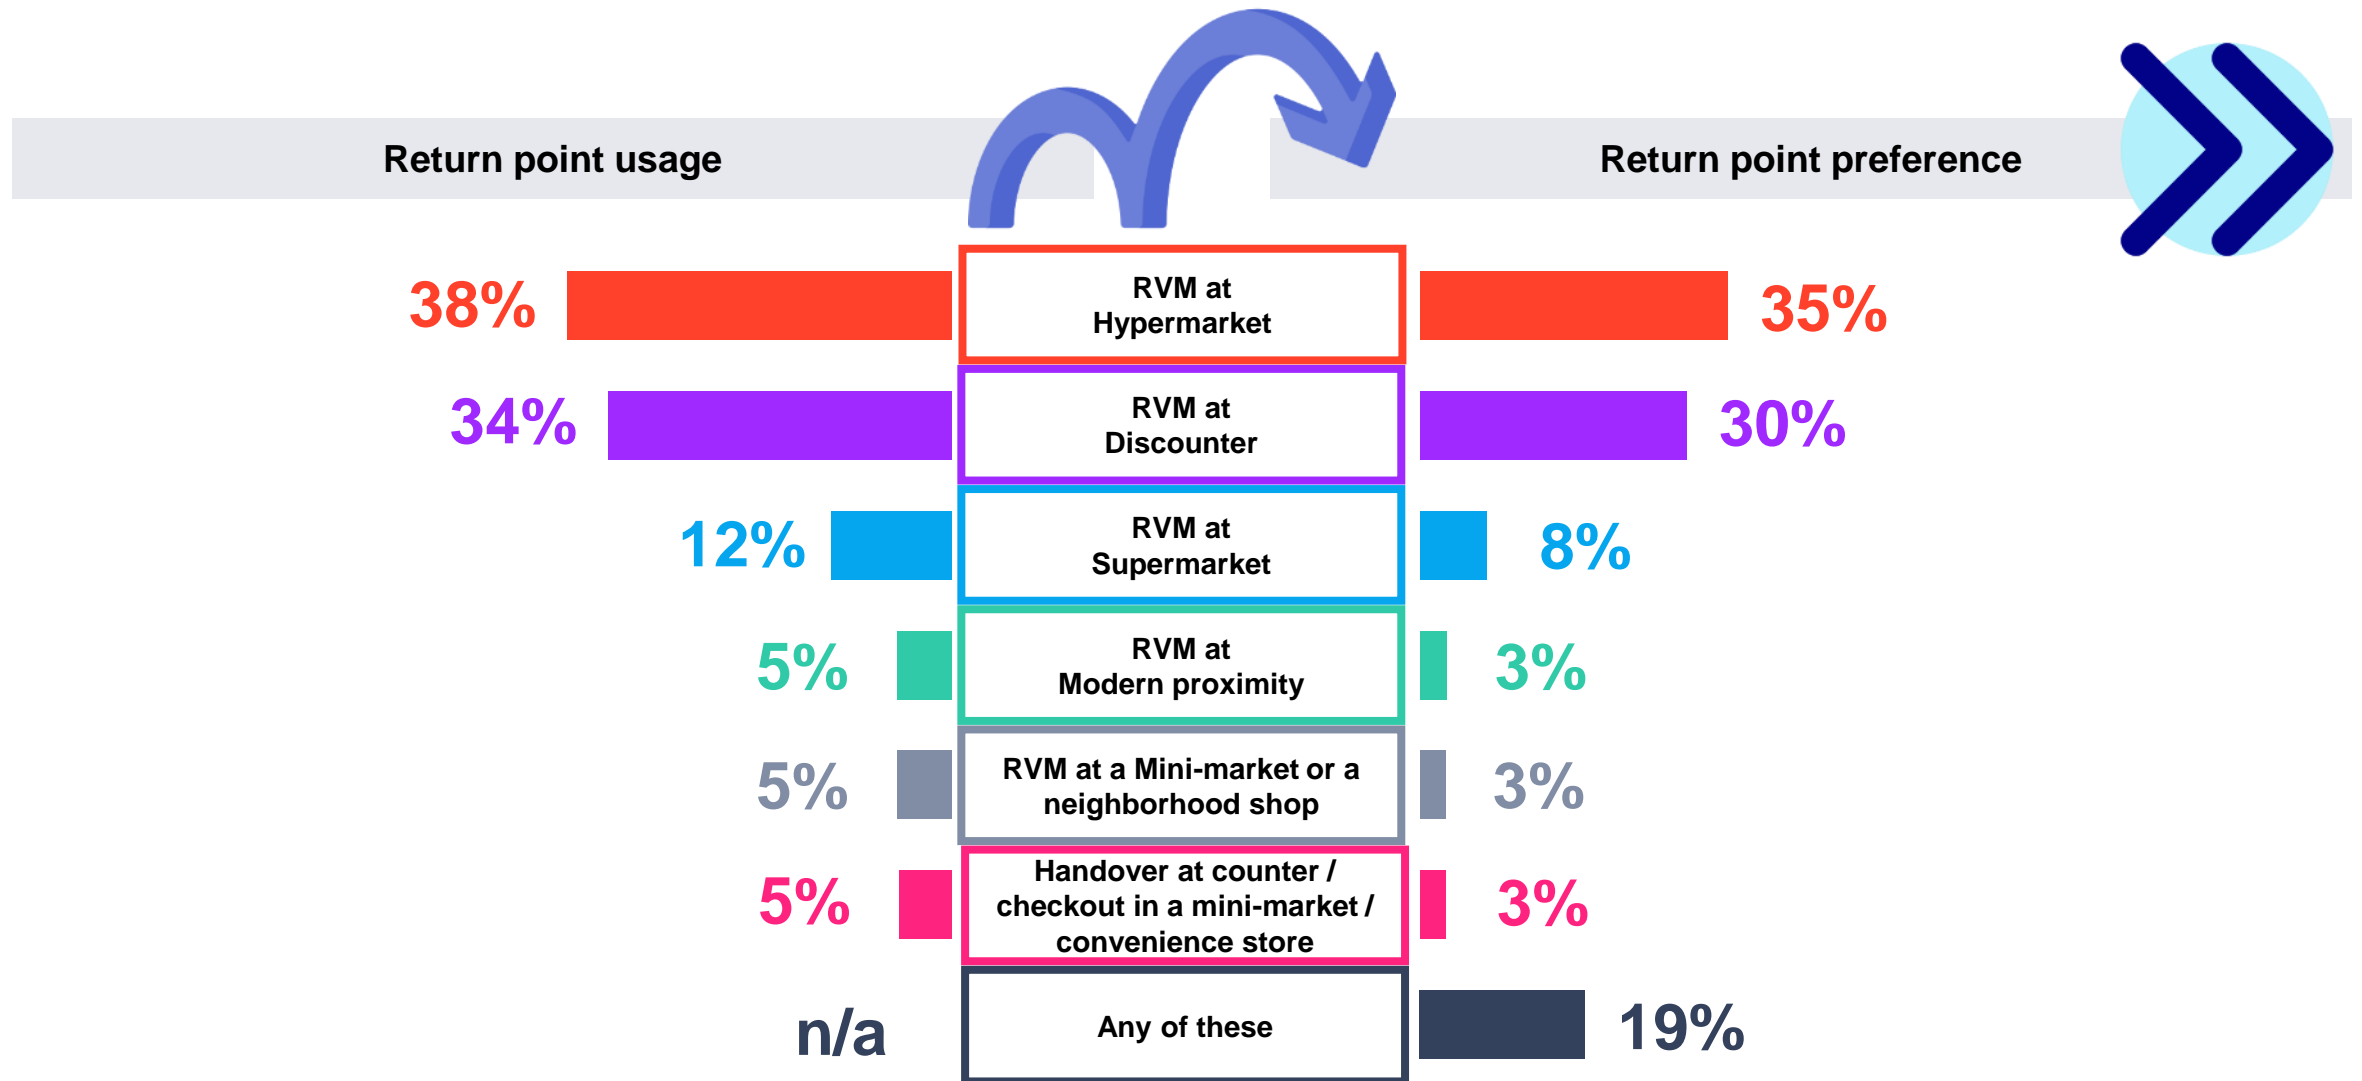 Return point usage
Return point preference
38%
RVM at
Hypermarket
35%
34%
RVM at
Discounter
30%
12%
RVM at
Supermarket
8%
5%
RVM at
Modern proximity
3%
5%
RVM at a Mini-market or a
neighborhood shop
3%
5%
Handover at counter /
checkout in a mini-market /
convenience store
3%
n/a
Any of these
19%